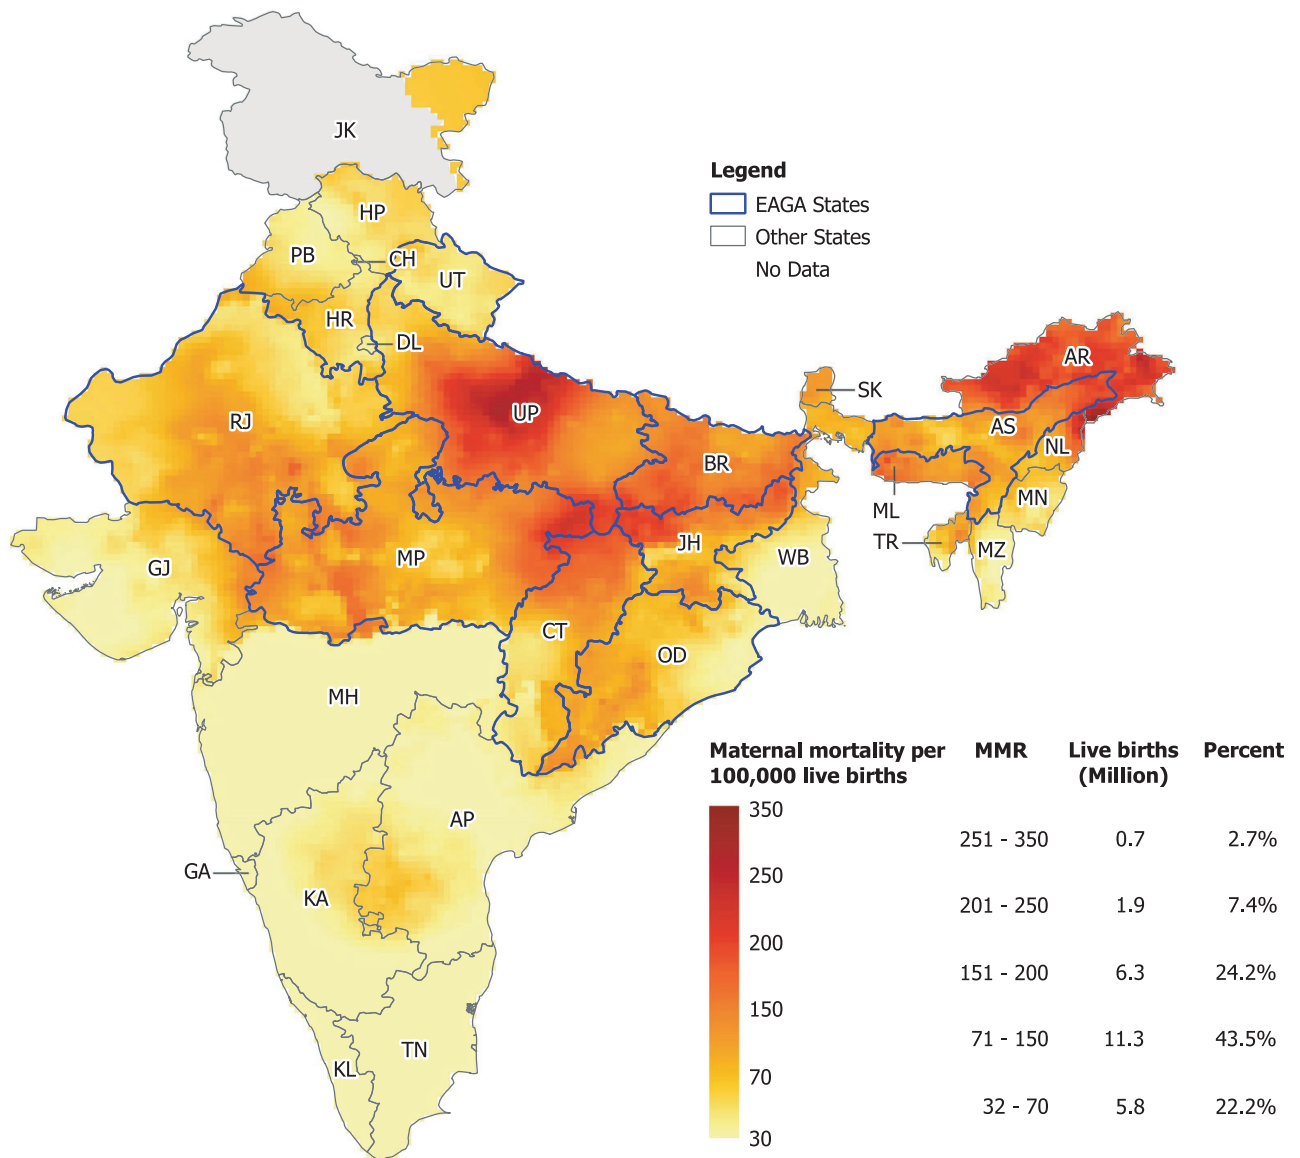 JK
Legend
EAGA States
Other States
No Data
HP
PB
CH
UT
HR
DL
AR
SK
RJ
UP
AS
NL
BR
ML
MN
TR
JH
MP
WB
MZ
GJ
CT
OD
MH
Maternal mortality per
100,000 live births
MMR
Live births
(Million)
Percent
350
AP
251 - 350 0.7 2.7%
250
GA
KA
201 - 250 1.9 7.4%
200
151 - 200 6.3 24.2%
150
71 - 150 11.3 43.5%
TN
KL
70
32 - 70 5.8 22.2%
30